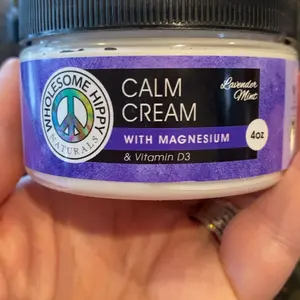 WHOLESOME HIPPY
NATURALS
CALM
CREAM
Lavender
Mint
WITH MAGNESIUM
4oz
& Vitamin D3